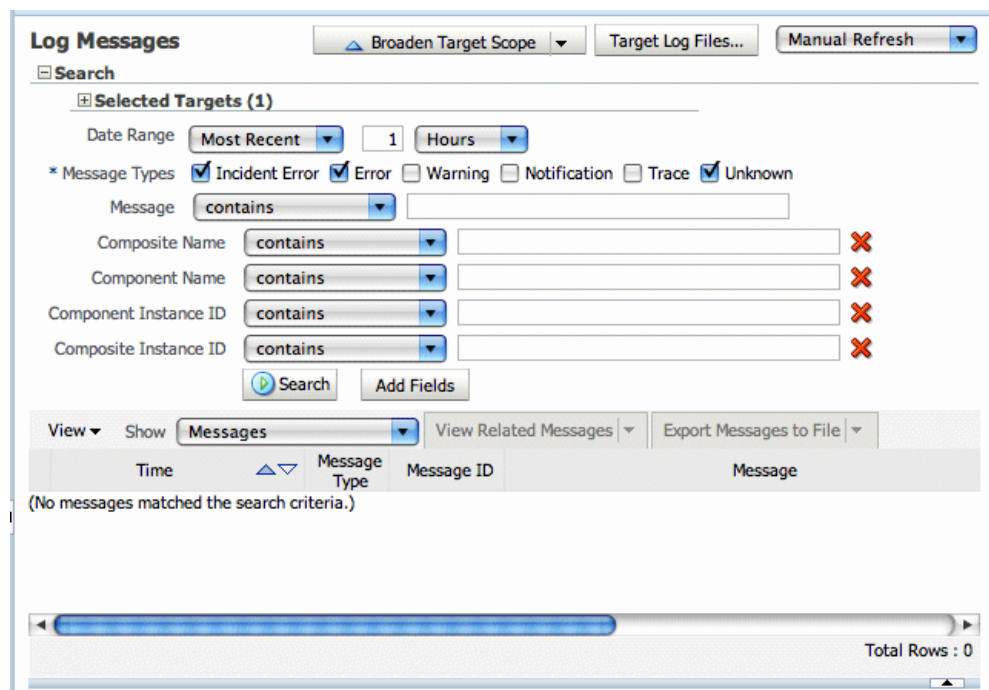 Log Messages Broaden Target Scope Target Log Files... Manual Refresh
Search
Selected Targets (1)
Date Range Most Recent 1 Hours
* Message Types Incident Error Error Warning Notification Trace Unknown
Message contains
Composite Name contains
Component Name contains
Component Instance ID contains
Composite Instance ID contains
Search Add Fields
View Show Messages View Related Messages Export Messages to File
Time Message Type Message ID Message
(No messages matched the search criteria.)
Total Rows : 0